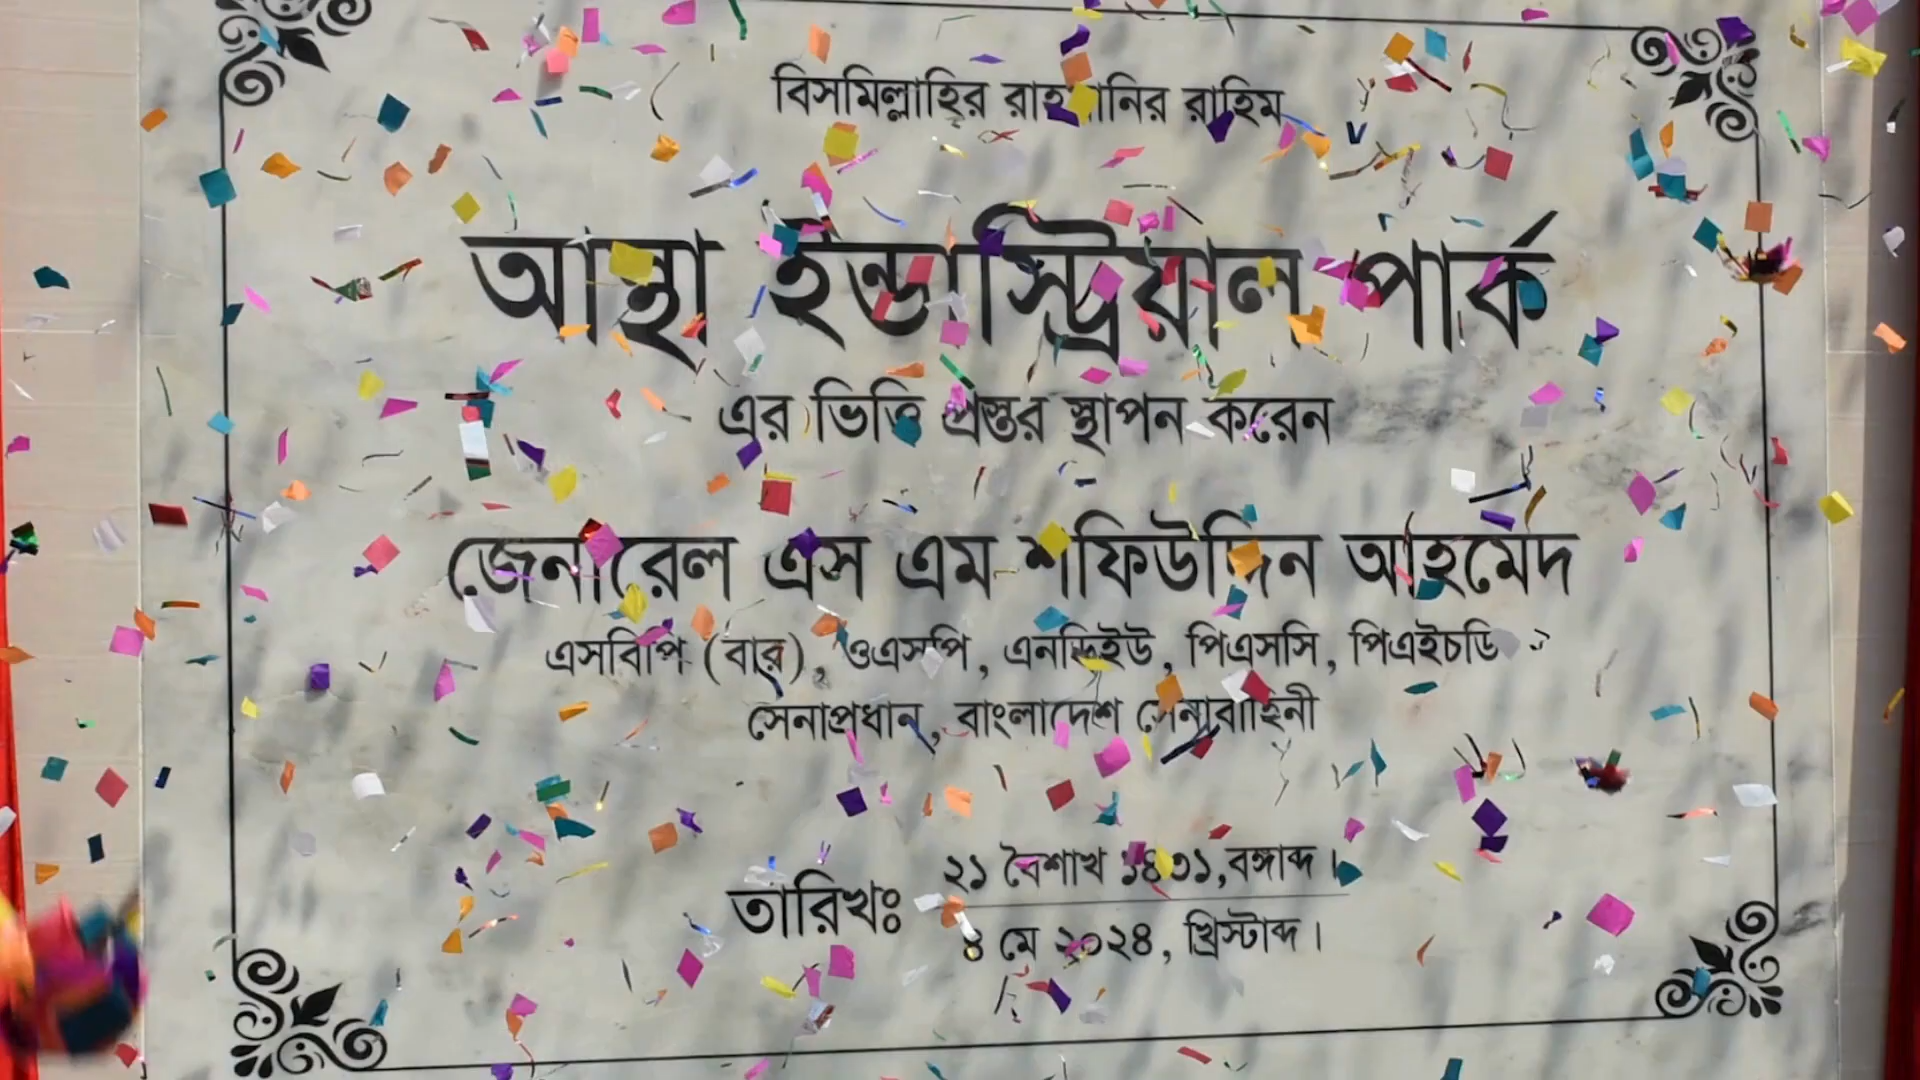 বিসমিল্লাহির রাহমানির রাহিম
আস্থা ইন্ডাস্ট্রিয়াল পার্ক
এর ভিত্তি প্রস্তর স্থাপন করেন
জেনারেল এস এম শফিউদ্দিন আহমেদ
এসবিপি (বার), ওএসপি, এনডিইউ, পিএসসি, পিএইচডি
সেনাপ্রধান, বাংলাদেশ সেনাবাহিনী
তারিখঃ ২১ বৈশাখ ১৪৩১, বঙ্গাব্দ।
৪ মে ২০২৪, খ্রিস্টাব্দ।